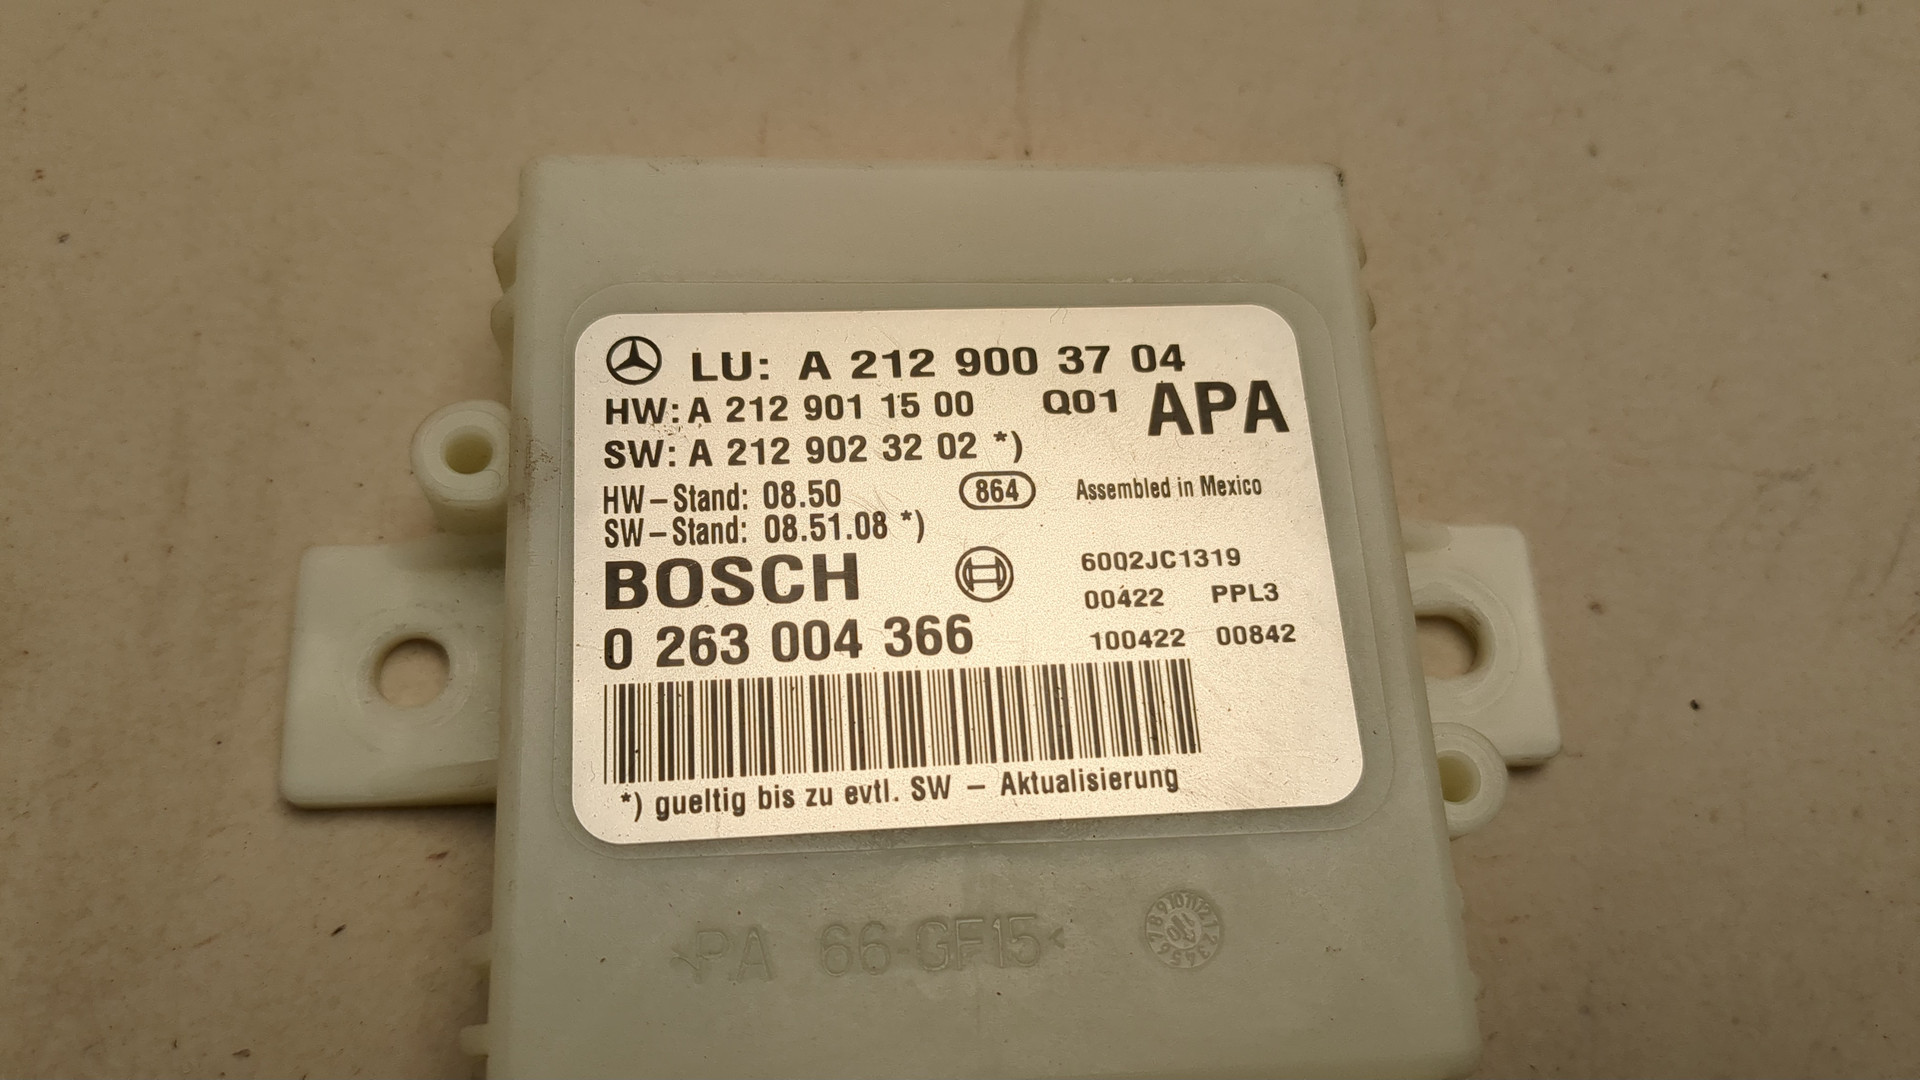 LU: A 212 900 37 04
HW: A 212 901 15 00 Q01 APA
SW: A 212 902 32 02 *)
HW-Stand: 08.50 864 Assembled in Mexico
SW-Stand: 08.51.08 *)
BOSCH 6002JC1319
00422 PPL3
0 263 004 366 100422 00842
*) gueltig bis zu evtl. SW - Aktualisierung
>PA 66-GF15<